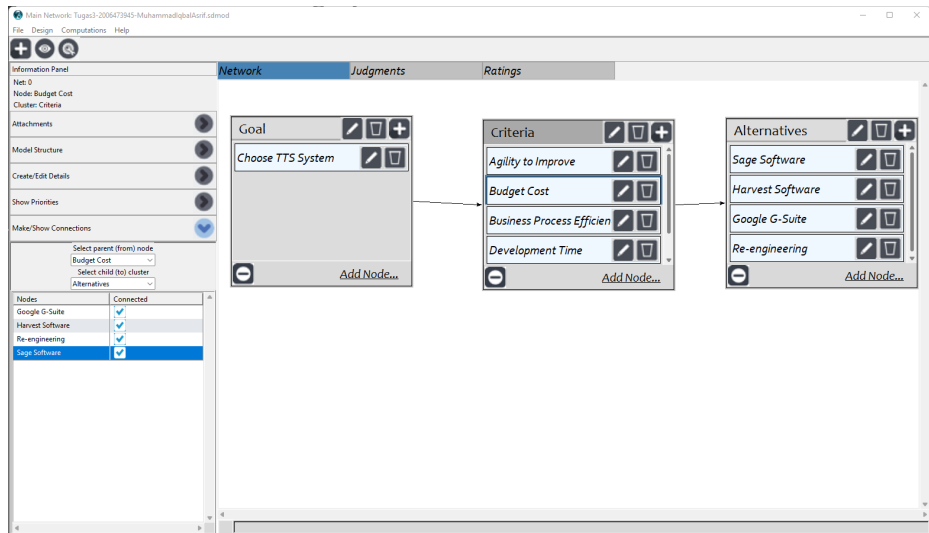 Main Network: Tugas3-2006473945-MuhammadIqbalAsrif.sdmod
File Design Computations Help
Information Panel
Net: 0
Node: Budget Cost
Cluster: Criteria
Attachments
Model Structure
Create/Edit Details
Show Priorities
Make/Show Connections
Select parent (from) node
Budget Cost
Select child (to) cluster
Alternatives
Nodes Connected
Google G-Suite
Harvest Software
Re-engineering
Sage Software
Network Judgments Ratings
Goal
Choose TTS System
Add Node...
Criteria
Agility to Improve
Budget Cost
Business Process Efficien
Development Time
Add Node...
Alternatives
Sage Software
Harvest Software
Google G-Suite
Re-engineering
Add Node...